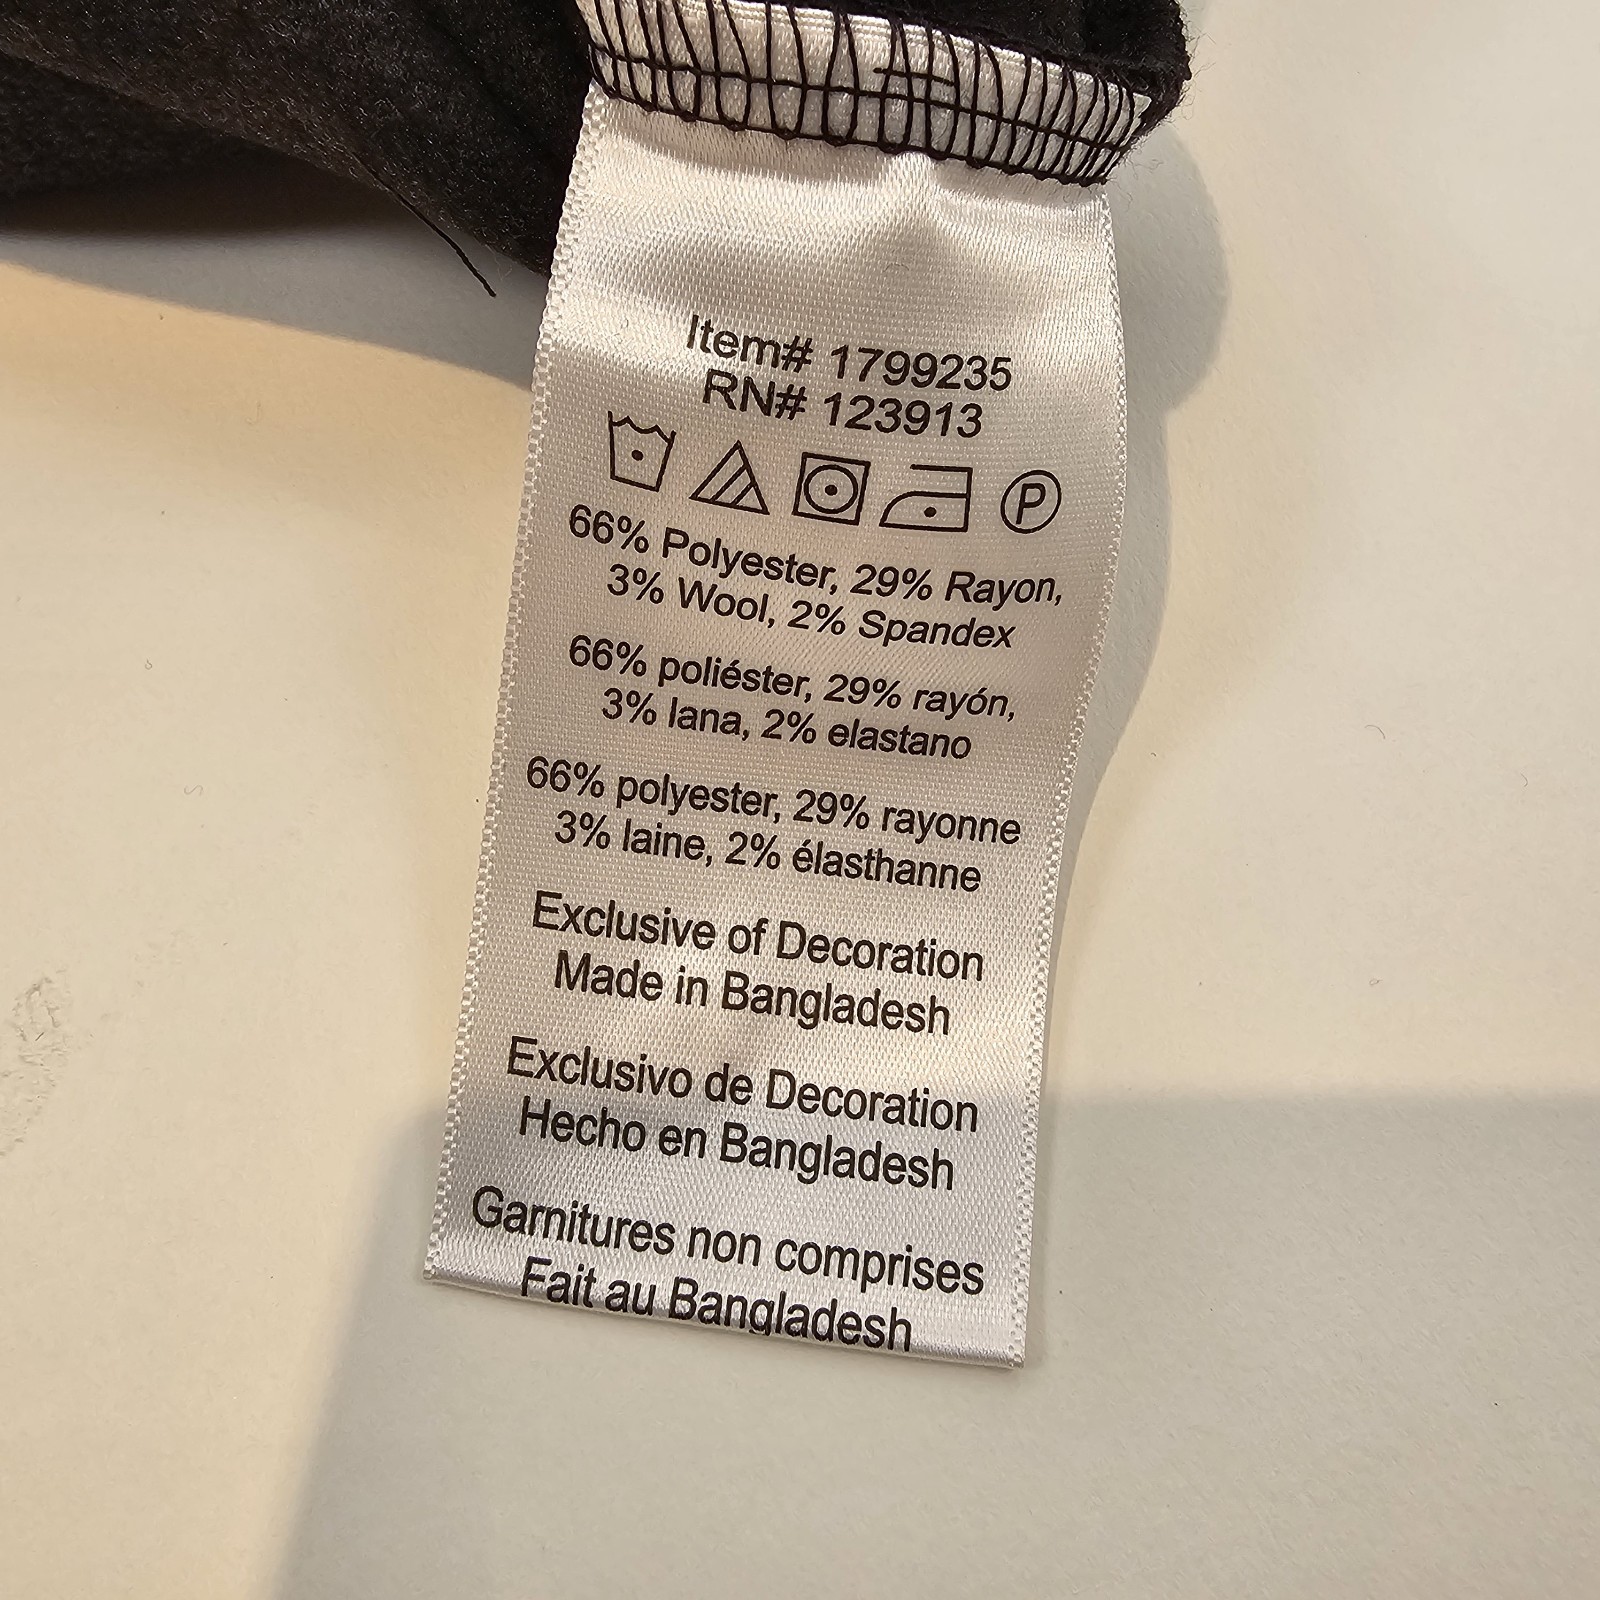 Item# 1799235
RN# 123913
P
66% Polyester, 29% Rayon,
3% Wool, 2% Spandex
66% poliéster, 29% rayón,
3% lana, 2% elastano
66% polyester, 29% rayonne
3% laine, 2% élasthanne
Exclusive of Decoration
Made in Bangladesh
Exclusivo de Decoration
Hecho en Bangladesh
Garnitures non comprises
Fait au Bangladesh